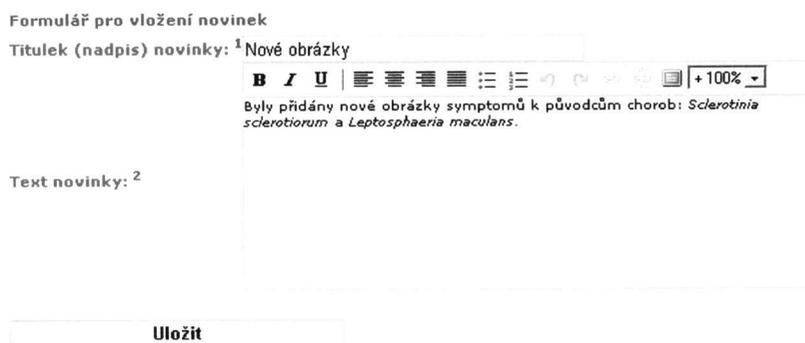 Formulář pro vložení novinek
Titulek (nadpis) novinky: 1 Nové obrázky
B I U + 100%
Byly přidány nové obrázky symptomů k původcům chorob: Sclerotinia
sclerotiorum a Leptosphaeria maculans.
Text novinky: 2
Uložit